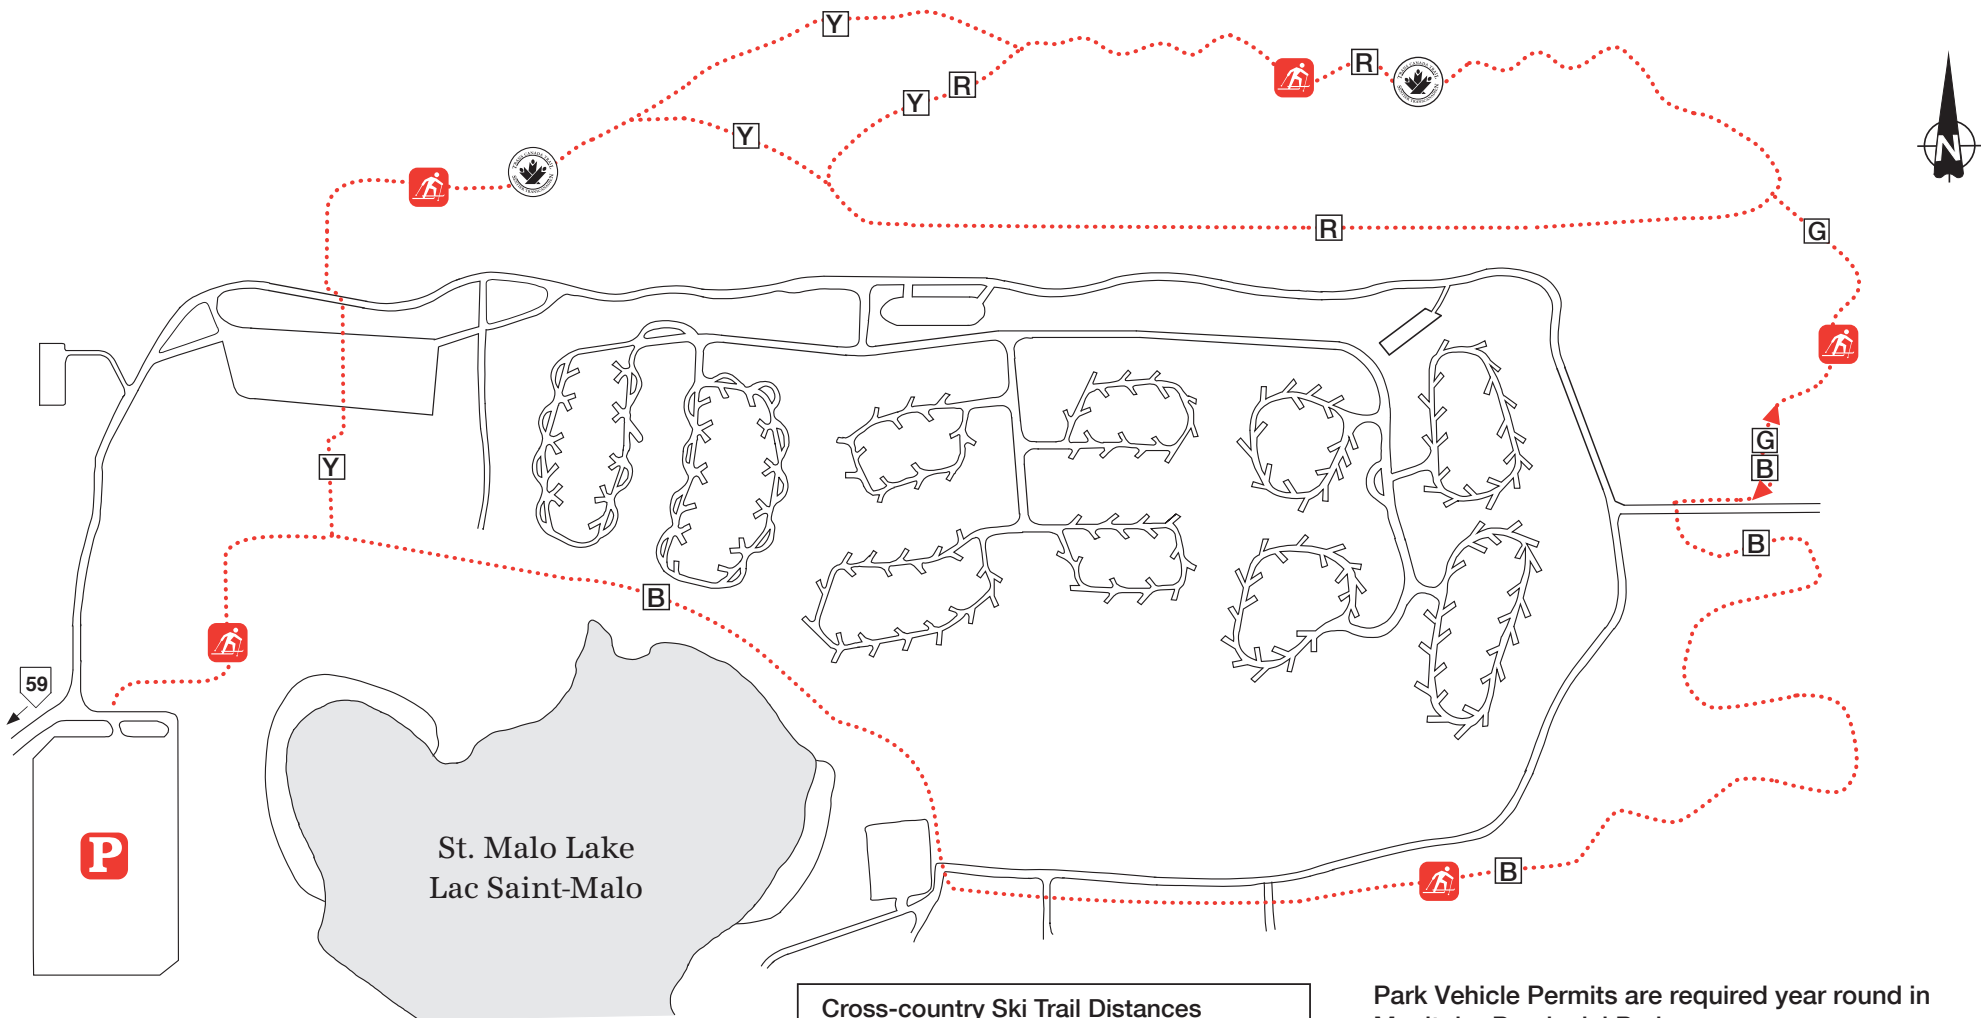 Y
R
Y
R
Y
N
R
G
G
B
Y
B
B
59
P
St. Malo Lake
Lac Saint-Malo
B
Cross-country Ski Trail Distances
Park Vehicle Permits are required year round in